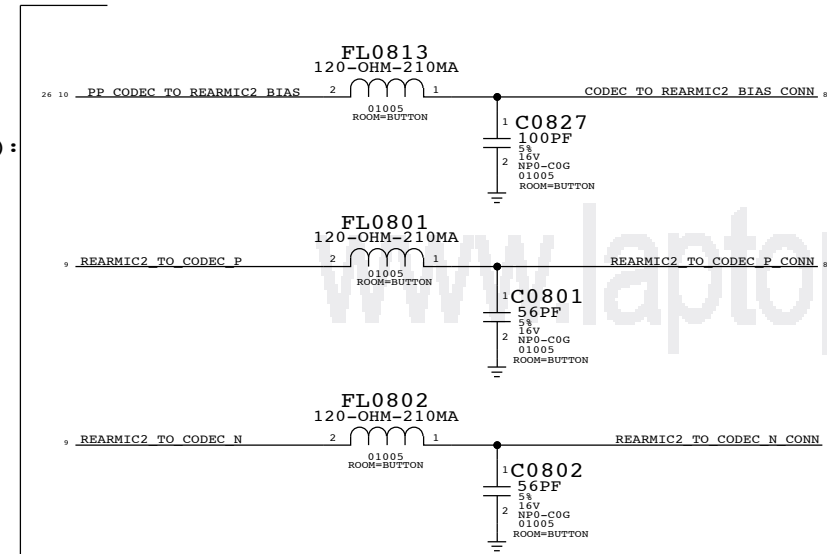 FL0813
120-OHM-210MA
26 10 PP_CODEC_TO_REARMIC2_BIAS 2 1 CODEC_TO_REARMIC2_BIAS_CONN 8
01005
ROOM=BUTTON
1 C0827
100PF
5%
16V
2 NP0-C0G
01005
ROOM=BUTTON
):
FL0801
120-OHM-210MA
9 REARMIC2_TO_CODEC_P 2 1 REARMIC2_TO_CODEC_P_CONN 8
01005
ROOM=BUTTON
1 C0801
56PF
5%
16V
2 NP0-C0G
01005
ROOM=BUTTON
www.laptop
FL0802
120-OHM-210MA
9 REARMIC2_TO_CODEC_N 2 1 REARMIC2_TO_CODEC_N_CONN
01005
ROOM=BUTTON
1 C0802
56PF
5%
16V
2 NP0-C0G
01005
ROOM=BUTTON